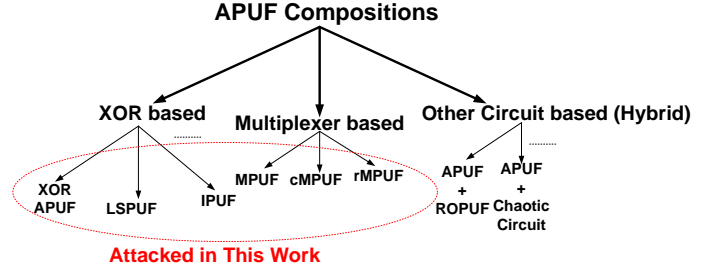 APUF Compositions
XOR based
Multiplexer based
Other Circuit based (Hybrid)
..........
..........
XOR
APUF
LSPUF
IPUF
MPUF
cMPUF
rMPUF
APUF
+
ROPUF
APUF
+
Chaotic
Circuit
Attacked in This Work